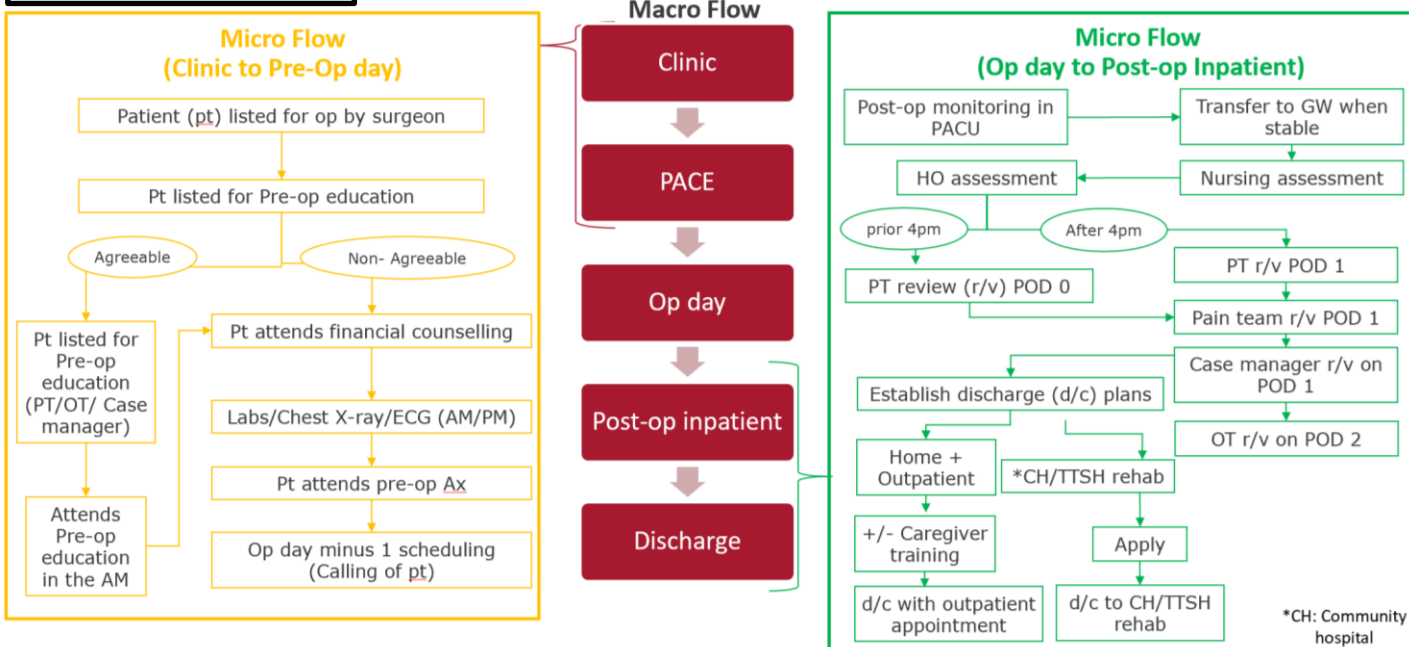 Macro Flow
Micro Flow
(Clinic to Pre-Op day)
Patient (pt) listed for op by surgeon
Pt listed for Pre-op education
Agreeable
Non- Agreeable
Pt listed for
Pre-op
education
(PT/OT/ Case
manager)
Attends
Pre-op
education
in the AM
Pt attends financial counselling
Labs/Chest X-ray/ECG (AM/PM)
Pt attends pre-op Ax
Op day minus 1 scheduling
(Calling of pt)
Clinic
PACE
Op day
Post-op inpatient
Discharge
Micro Flow
(Op day to Post-op Inpatient)
Post-op monitoring in
PACU
Transfer to GW when
stable
HO assessment
Nursing assessment
prior 4pm
After 4pm
PT review (r/v) POD 0
PT r/v POD 1
Pain team r/v POD 1
Case manager r/v on
POD 1
Establish discharge (d/c) plans
OT r/v on POD 2
Home +
Outpatient
*CH/TTSH rehab
+/- Caregiver
training
Apply
d/c with outpatient
appointment
d/c to CH/TTSH
rehab
*CH: Community
hospital